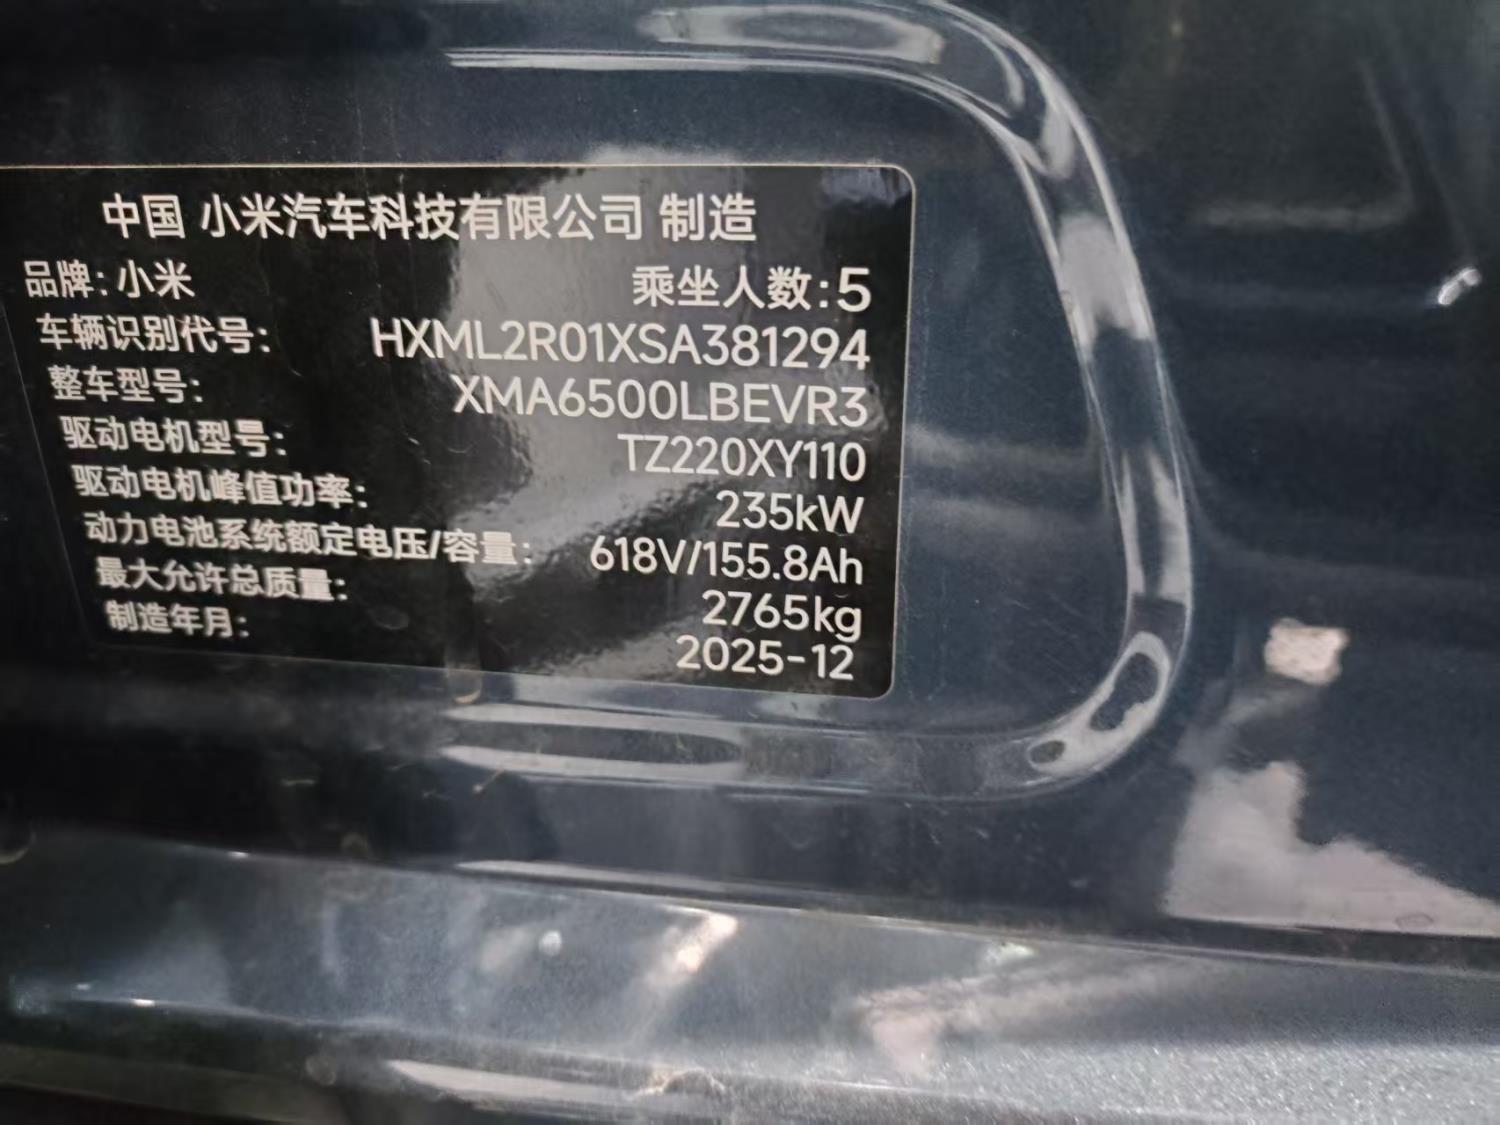 中国 小米汽车科技有限公司 制造
品牌: 小米 乘坐人数: 5
车辆识别代号: HXML2R01XSA381294
整车型号: XMA6500LBEVR3
驱动电机型号: TZ220XY110
驱动电机峰值功率: 235kW
动力电池系统额定电压/容量: 618V/155.8Ah
最大允许总质量: 2765kg
制造年月: 2025-12